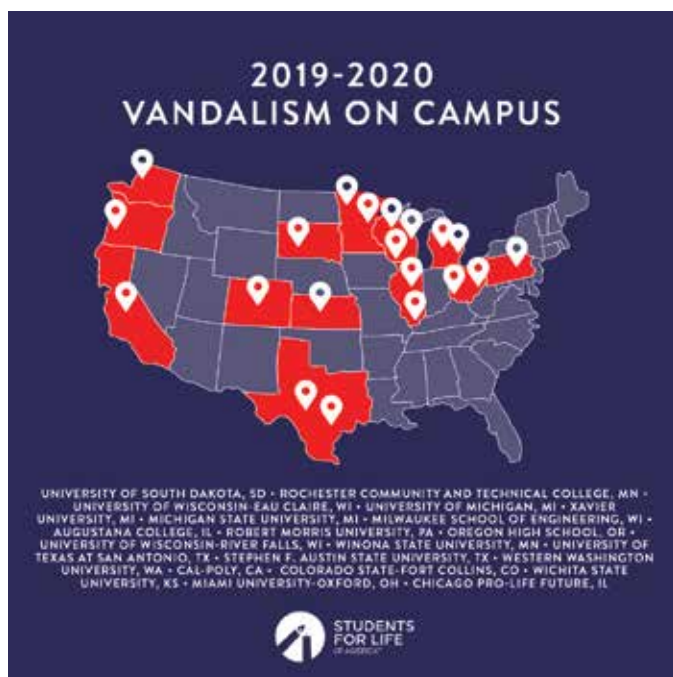 2019-2020
VANDALISM ON CAMPUS
UNIVERSITY OF SOUTH DAKOTA, SD • ROCHESTER COMMUNITY AND TECHNICAL COLLEGE, MN •
UNIVERSITY OF WISCONSIN-EAU CLAIRE, WI • UNIVERSITY OF MICHIGAN, MI • XAVIER
UNIVERSITY, MI • MICHIGAN STATE UNIVERSITY, MI • MILWAUKEE SCHOOL OF ENGINEERING, WI •
AUGUSTANA COLLEGE, IL • ROBERT MORRIS UNIVERSITY, PA • OREGON HIGH SCHOOL, OR •
UNIVERSITY OF WISCONSIN-RIVER FALLS, WI • WINONA STATE UNIVERSITY, MN • UNIVERSITY OF
TEXAS AT SAN ANTONIO, TX • STEPHEN F. AUSTIN STATE UNIVERSITY, TX • WESTERN WASHINGTON
UNIVERSITY, WA • CAL-POLY, CA • COLORADO STATE-FORT COLLINS, CO • WICHITA STATE
UNIVERSITY, KS • MIAMI UNIVERSITY-OXFORD, OH • CHICAGO PRO-LIFE FUTURE, IL
STUDENTS
FOR LIFE
OF AMERICA